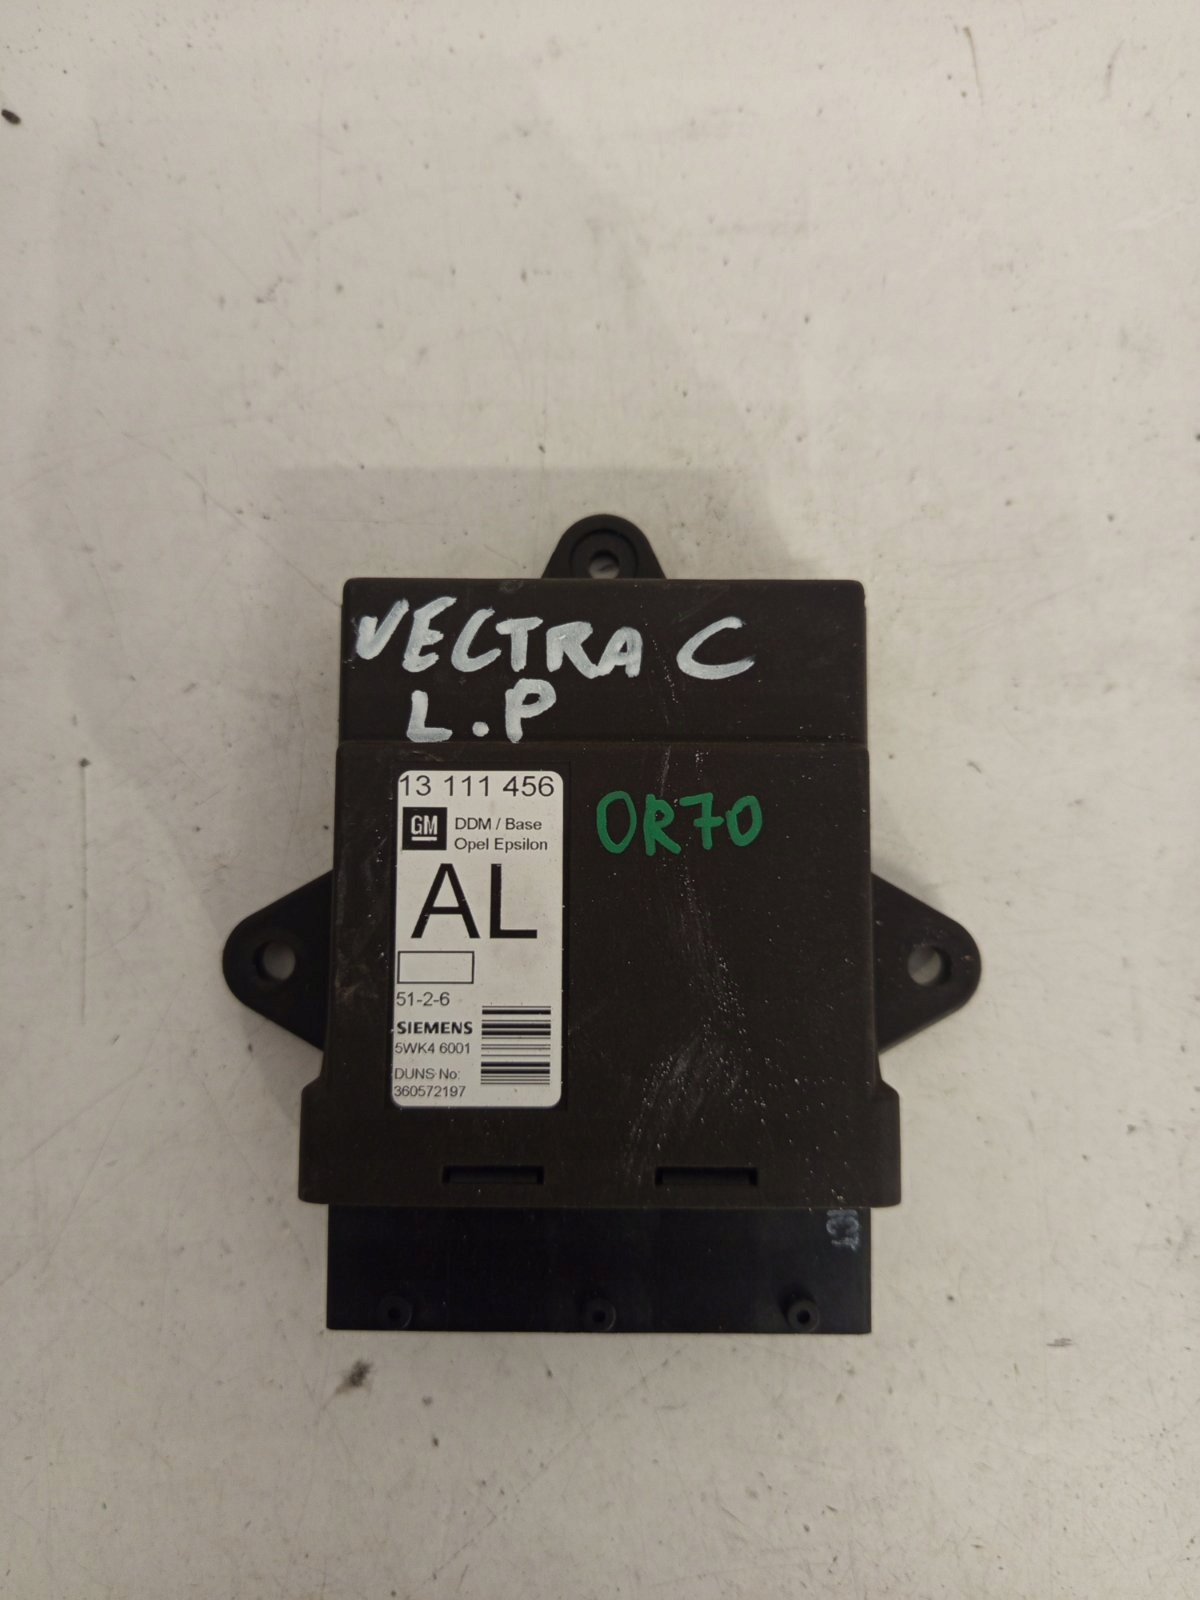 VECTRA C
L.P
13 111 456
OR70
GM
DDM / Base
Opel Epsilon
AL
51-2-6
SIEMENS
5WK4 6001
DUNS No:
360572197